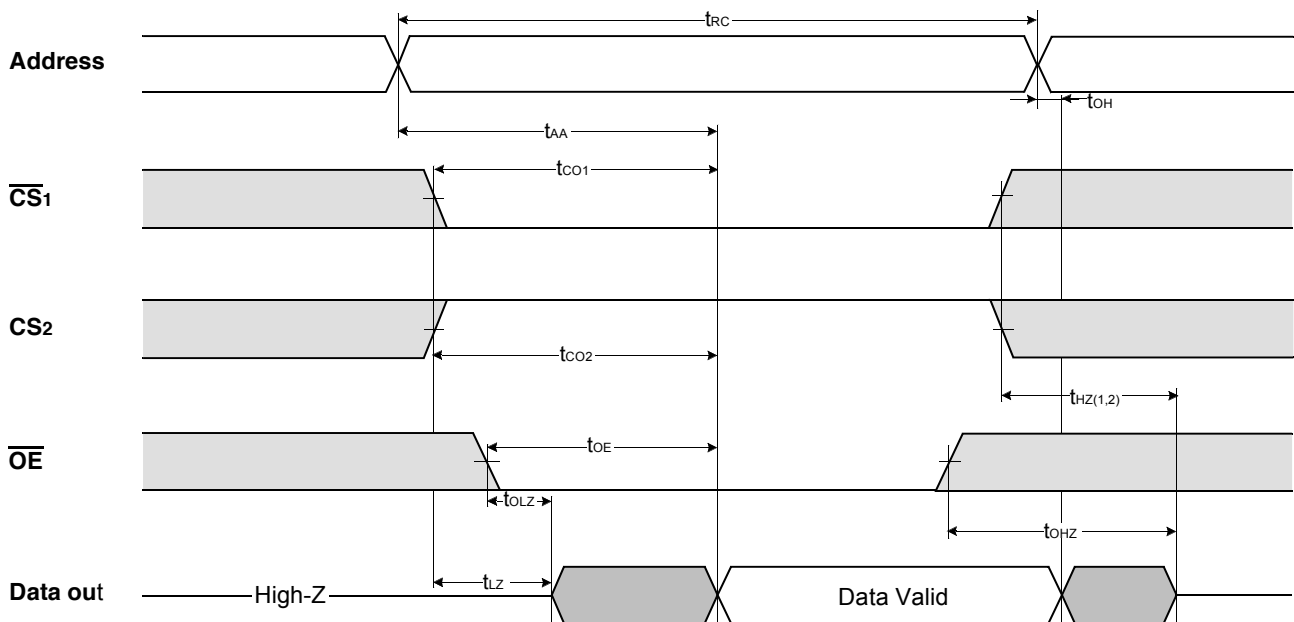 tRC
Address
tOH
tAA
tCO1
CS1
CS2
tCO2
tHZ(1,2)
OE
tOE
tOLZ
tOHZ
tLZ
Data out
High-Z
Data Valid